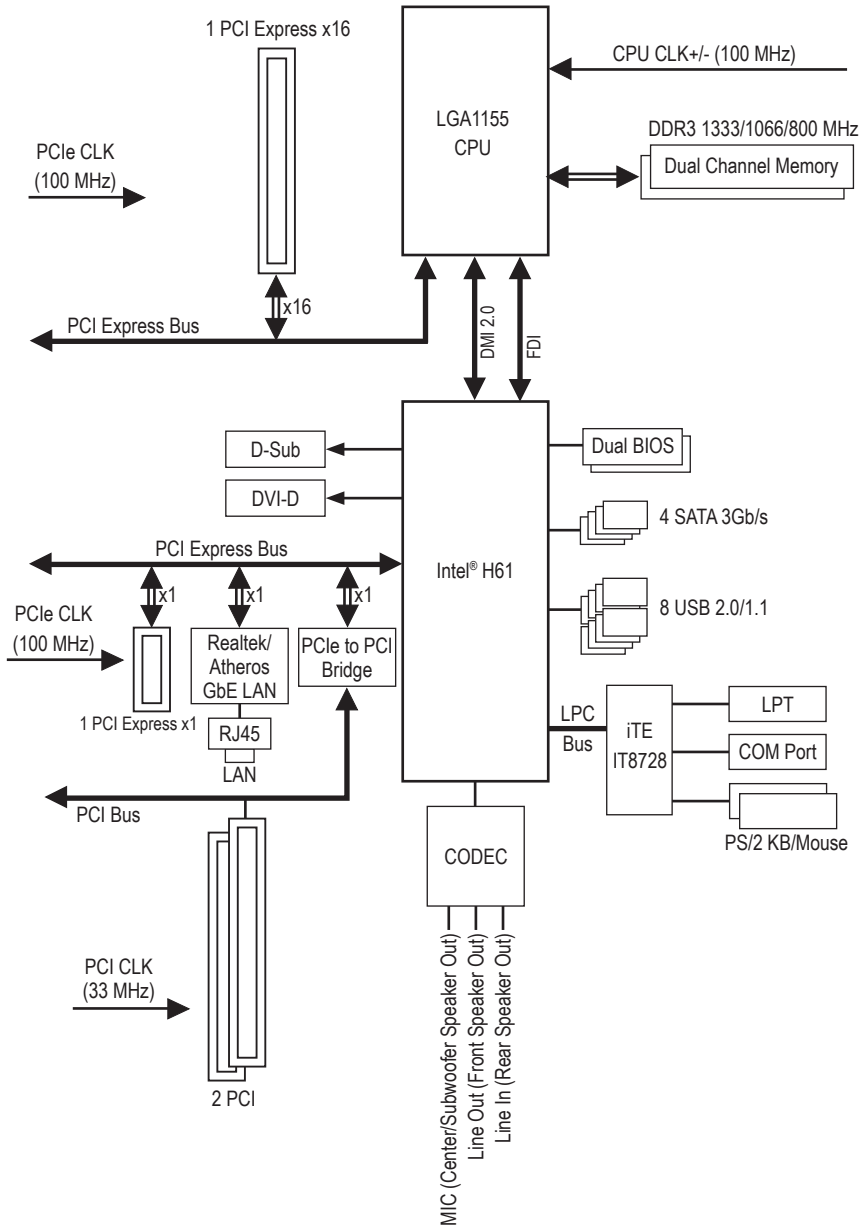 1 PCI Express x16
CPU CLK+/- (100 MHz)
LGA1155
CPU
DDR3 1333/1066/800 MHz
Dual Channel Memory
PCIe CLK
(100 MHz)
x16
PCI Express Bus
DMI 2.0
FDI
D-Sub
DVI-D
Dual BIOS
4 SATA 3Gb/s
PCI Express Bus
Intel® H61
x1
x1
x1
8 USB 2.0/1.1
PCIe CLK
(100 MHz)
Realtek/
Atheros
GbE LAN
PCIe to PCI
Bridge
1 PCI Express x1
RJ45
LAN
LPC
Bus
iTE
IT8728
LPT
COM Port
PS/2 KB/Mouse
PCI Bus
CODEC
PCI CLK
(33 MHz)
2 PCI
MIC (Center/Subwoofer Speaker Out)
Line Out (Front Speaker Out)
Line In (Rear Speaker Out)